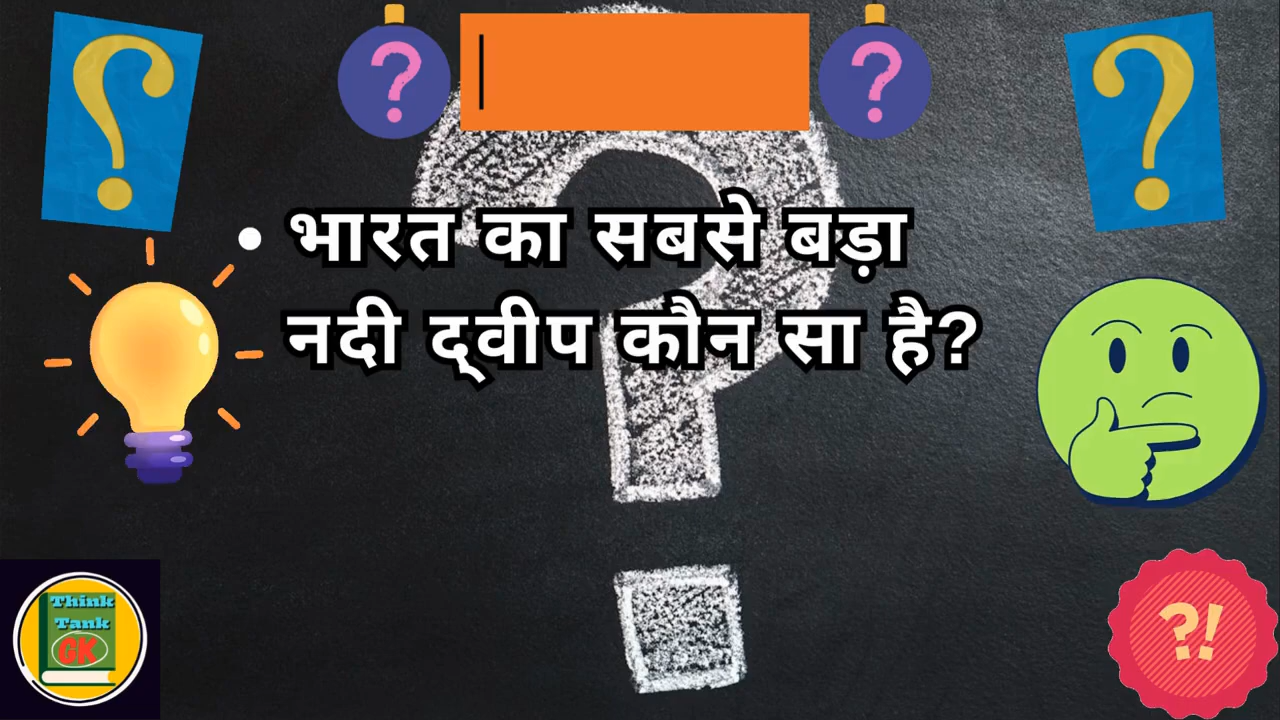 • भारत का सबसे बड़ा
नदी द्वीप कौन सा है?
Think
Tank
GK
?!